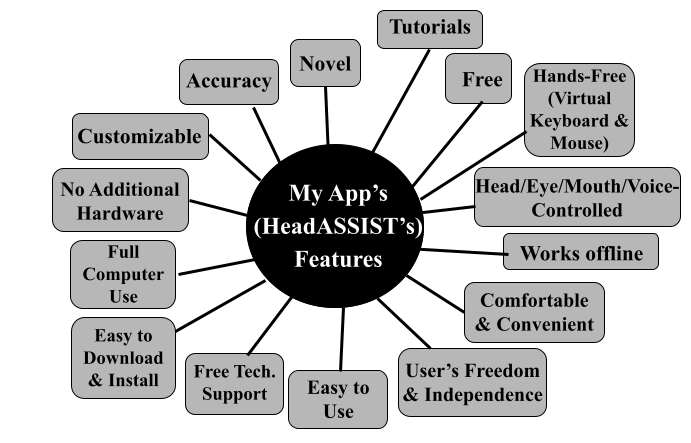 Tutorials
Novel
Free
Accuracy
Hands-Free
(Virtual
Keyboard &
Mouse)
Customizable
Head/Eye/Mouth/Voice-
Controlled
No Additional
Hardware
My App's
(HeadASSIST's)
Features
Works offline
Full
Computer
Use
Comfortable
& Convenient
Easy to
Download
& Install
Free Tech.
Support
Easy to
Use
User's Freedom
& Independence